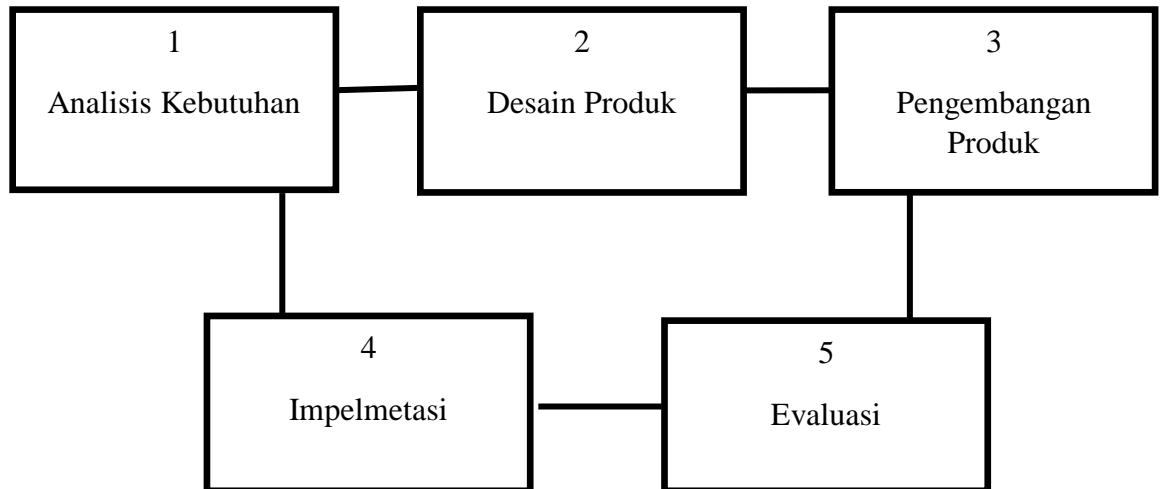 1
Analisis Kebutuhan
2
Desain Produk
3
Pengembangan
Produk
4
Impelmetasi
5
Evaluasi